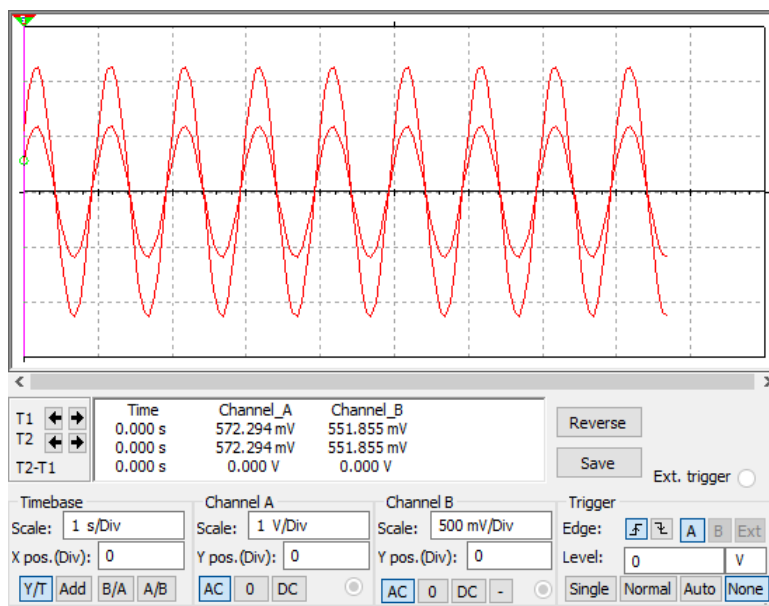 Time Channel_A Channel_B
T1 0.000 s 572.294 mV 551.855 mV
T2 0.000 s 572.294 mV 551.855 mV
T2-T1 0.000 s 0.000 V 0.000 V
Reverse
Save
Ext. trigger
Timebase
Scale: 1 s/Div
X pos.(Div): 0
Y/T Add B/A A/B
Channel A
Scale: 1 V/Div
Y pos.(Div): 0
AC 0 DC
Channel B
Scale: 500 mV/Div
Y pos.(Div): 0
AC 0 DC -
Trigger
Edge: A B Ext
Level: 0 V
Single Normal Auto None